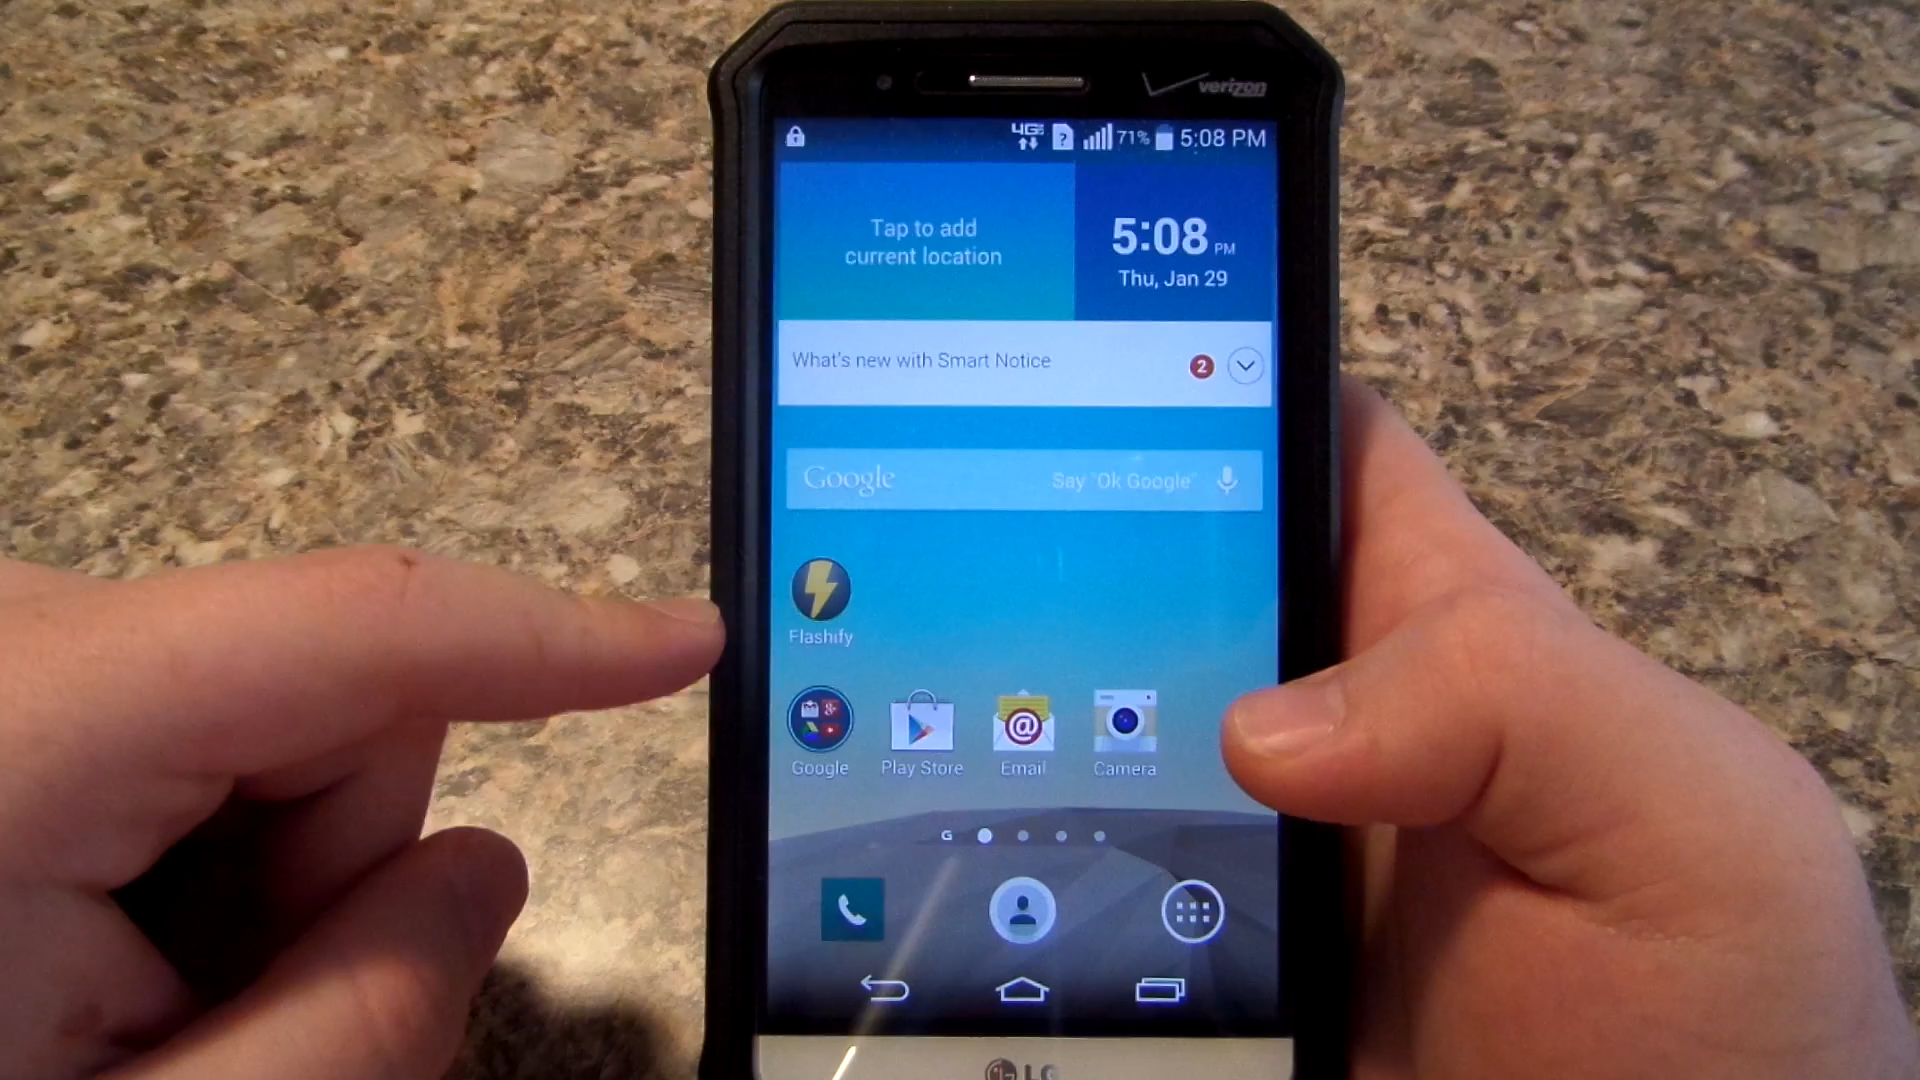 verizon
4G 71% 5:08 PM
Tap to add
current location
5:08 PM
Thu, Jan 29
What's new with Smart Notice
2
Google Say "Ok Google"
Flashify
Google Play Store Email Camera
G
LG